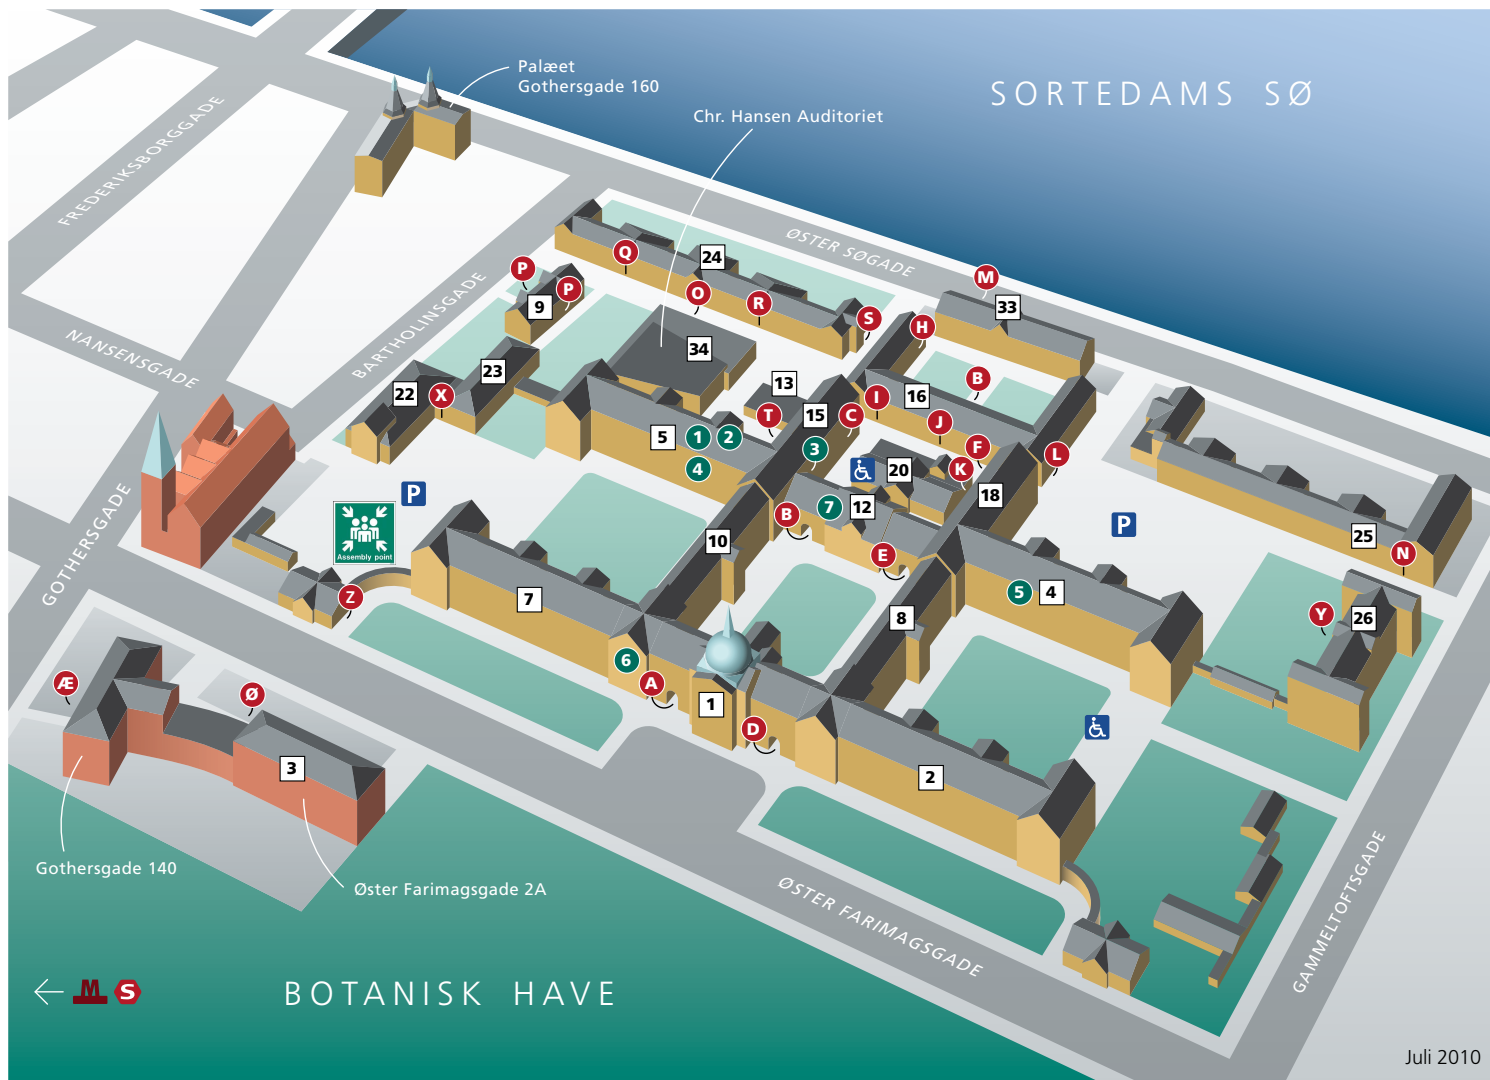 Palæet
Gothersgade 160
SORTEDAMS SØ
Chr. Hansen Auditoriet
FREDERIKSBORGGADE
ØSTER SØGADE
Q
24
P
P
M
9
O
R
33
S
H
BARTHOLINSGADE
NANSENSGADE
34
23
22
X
13
B
I
16
T
15
C
J
5
1
2
3
F
4
20
K
L
P
18
7
12
B
P
25
10
E
N
Assembly point
GOTHERSGADE
Z
7
5
4
8
Y
26
6
A
Æ
Ø
1
D
3
2
Gothersgade 140
Øster Farimagsgade 2A
ØSTER FARIMAGSGADE
GAMMELTOFTSGADE
M S
BOTANISK HAVE
Juli 2010